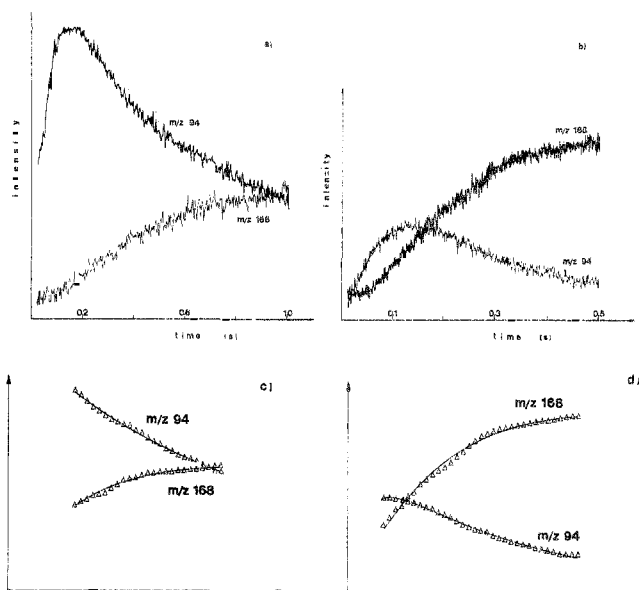 a)
m/z 94
m/z 168
intensity
0.2
0.6
1.0
time (s)
b)
m/z 168
m/z 94
intensity
0.1
0.3
0.5
time (s)
c)
m/z 94
m/z 168
d)
m/z 168
m/z 94